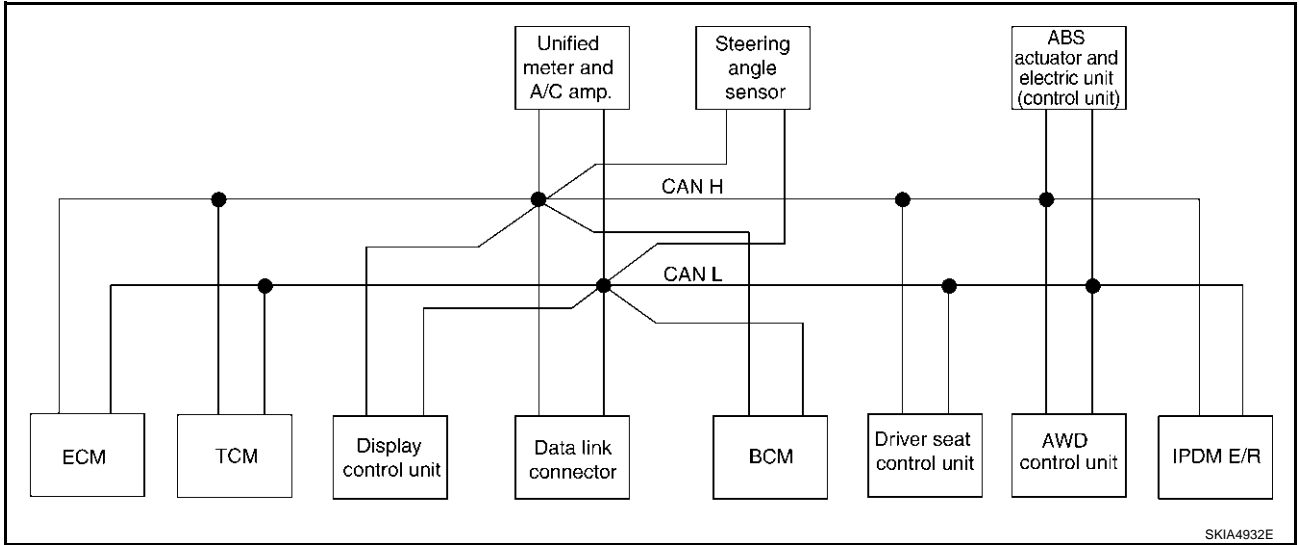 Unified
meter and
A/C amp.
Steering
angle
sensor
ABS
actuator and
electric unit
(control unit)
CAN H
CAN L
ECM
TCM
Display
control unit
Data link
connector
BCM
Driver seat
control unit
AWD
control unit
IPDM E/R
SKIA4932E